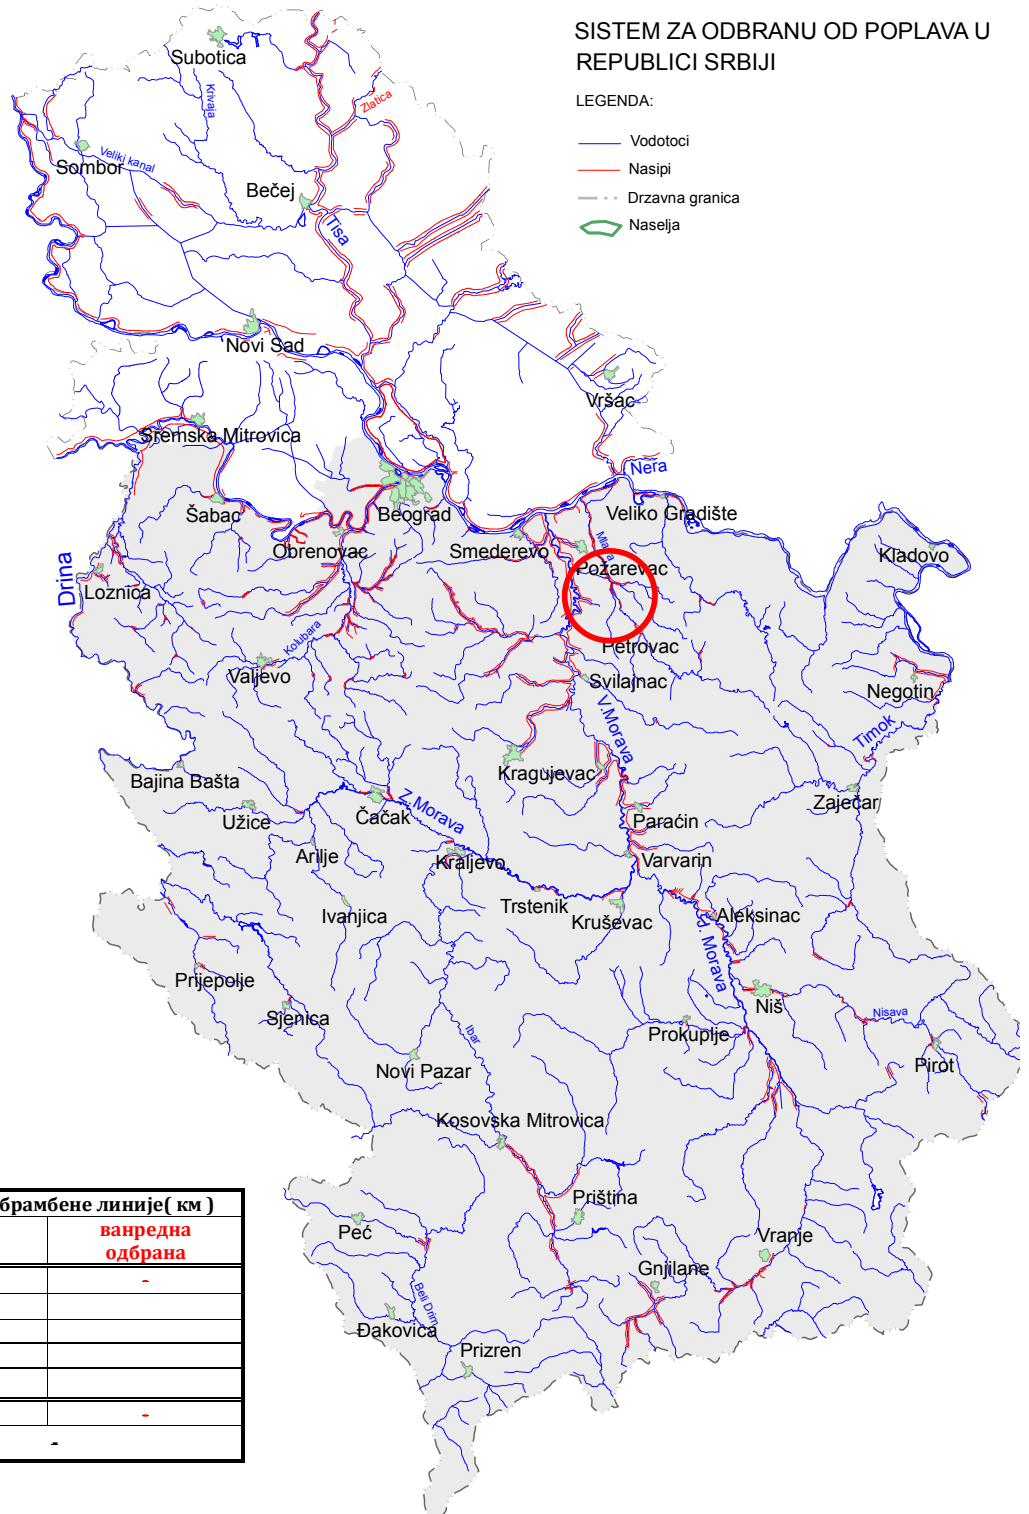 SISTEM ZA ODBRANU OD POPLAVA U
REPUBLICI SRBIJI
LEGENDA:
Vodotoci
Nasipi
Drzavna granica
Naselja
Subotica
Krivaja
Zlatica
Sombor
Veliki kanal
Bečej
Tisa
Novi Sad
Vršac
Sremska Mitrovica
Nera
Šabac
Beograd
Veliko Gradište
Obrenovac
Smederevo
Kladovo
Drina
Požarevac
Loznica
Kolubara
Petrovac
Valjevo
Svilajnac
Negotin
V.Morava
Timok
Bajina Bašta
Kragujevac
Zaječar
Užice
Čačak
Z.Morava
Paraćin
Arilje
Kraljevo
Varvarin
Ivanjica
Trstenik
Kruševac
Aleksinac
J. Morava
Prijepolje
Niš
Sjenica
Ibar
Prokuplje
Nisava
Novi Pazar
Pirot
Kosovska Mitrovica
Priština
Peć
Vranje
Gnjilane
Beli Drim
Đakovica
Prizren
брамбене линије( км )
ванредна
одбрана
-
-
-